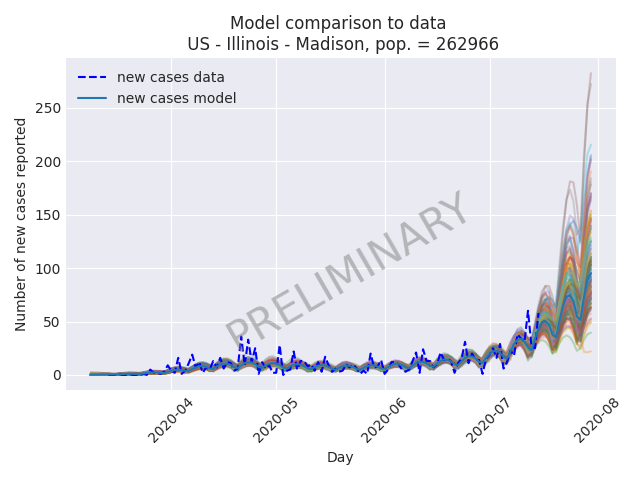 Model comparison to data
US - Illinois - Madison, pop. = 262966
new cases data
new cases model
Number of new cases reported
250
200
150
100
50
0
PRELIMINARY
2020-04
2020-05
2020-06
2020-07
2020-08
Day